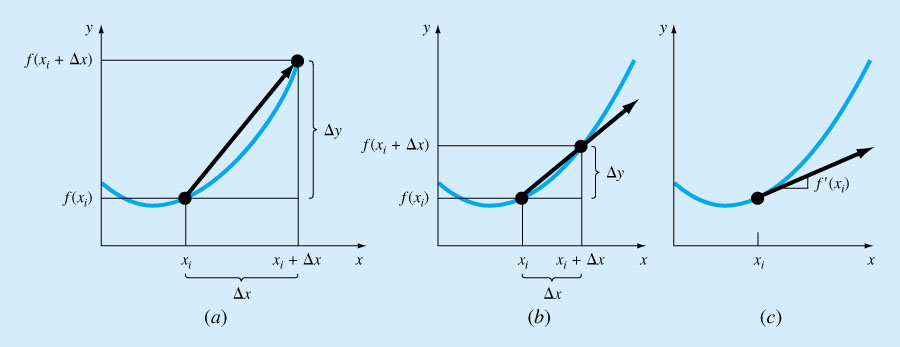 y
f(xᵢ + Δx)
Δy
f(xᵢ)
xᵢ
xᵢ + Δx
x
Δx
(a)
y
f(xᵢ + Δx)
Δy
f(xᵢ)
xᵢ
xᵢ + Δx
x
Δx
(b)
y
f′(xᵢ)
xᵢ
x
(c)